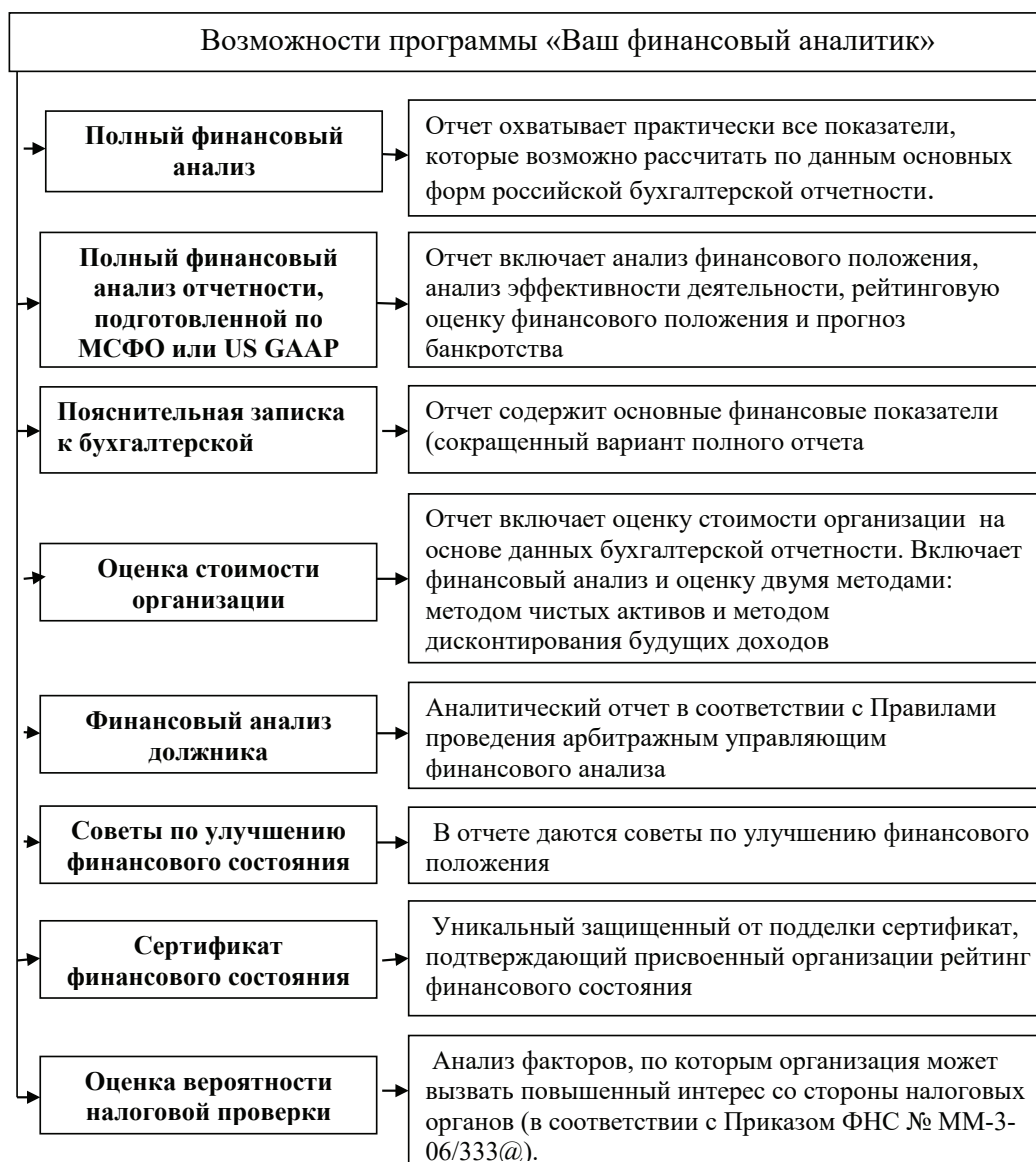 Возможности программы «Ваш финансовый аналитик»
Полный финансовый
анализ
Отчет охватывает практически все показатели,
которые возможно рассчитать по данным основных
форм российской бухгалтерской отчетности.
Полный финансовый
анализ отчетности,
подготовленной по
МСФО или US GAAP
Отчет включает анализ финансового положения,
анализ эффективности деятельности, рейтинговую
оценку финансового положения и прогноз
банкротства
Пояснительная записка
к бухгалтерской
Отчет содержит основные финансовые показатели
(сокращенный вариант полного отчета
Оценка стоимости
организации
Отчет включает оценку стоимости организации на
основе данных бухгалтерской отчетности. Включает
финансовый анализ и оценку двумя методами:
методом чистых активов и методом
дисконтирования будущих доходов
Финансовый анализ
должника
Аналитический отчет в соответствии с Правилами
проведения арбитражным управляющим
финансового анализа
Советы по улучшению
финансового состояния
В отчете даются советы по улучшению финансового
положения
Сертификат
финансового состояния
Уникальный защищенный от подделки сертификат,
подтверждающий присвоенный организации рейтинг
финансового состояния
Оценка вероятности
налоговой проверки
Анализ факторов, по которым организация может
вызвать повышенный интерес со стороны налоговых
органов (в соответствии с Приказом ФНС № ММ-3-
06/333@).